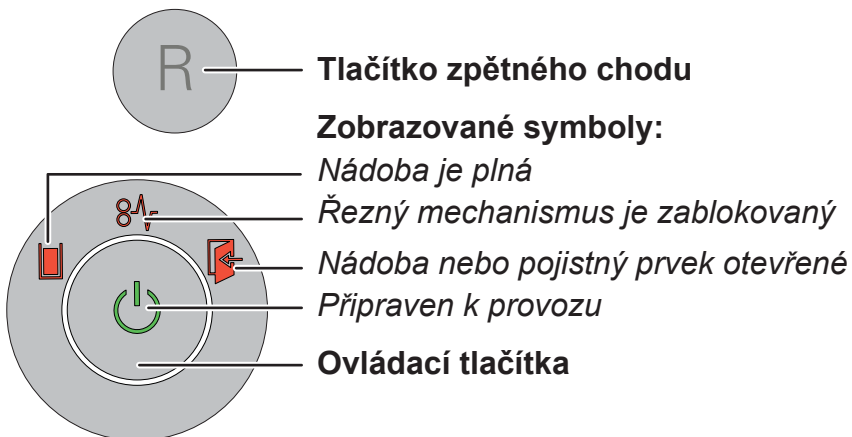 R
Tlačítko zpětného chodu
Zobrazované symboly:
Nádoba je plná
Řezný mechanismus je zablokovaný
Nádoba nebo pojistný prvek otevřené
Připraven k provozu
Ovládací tlačítka